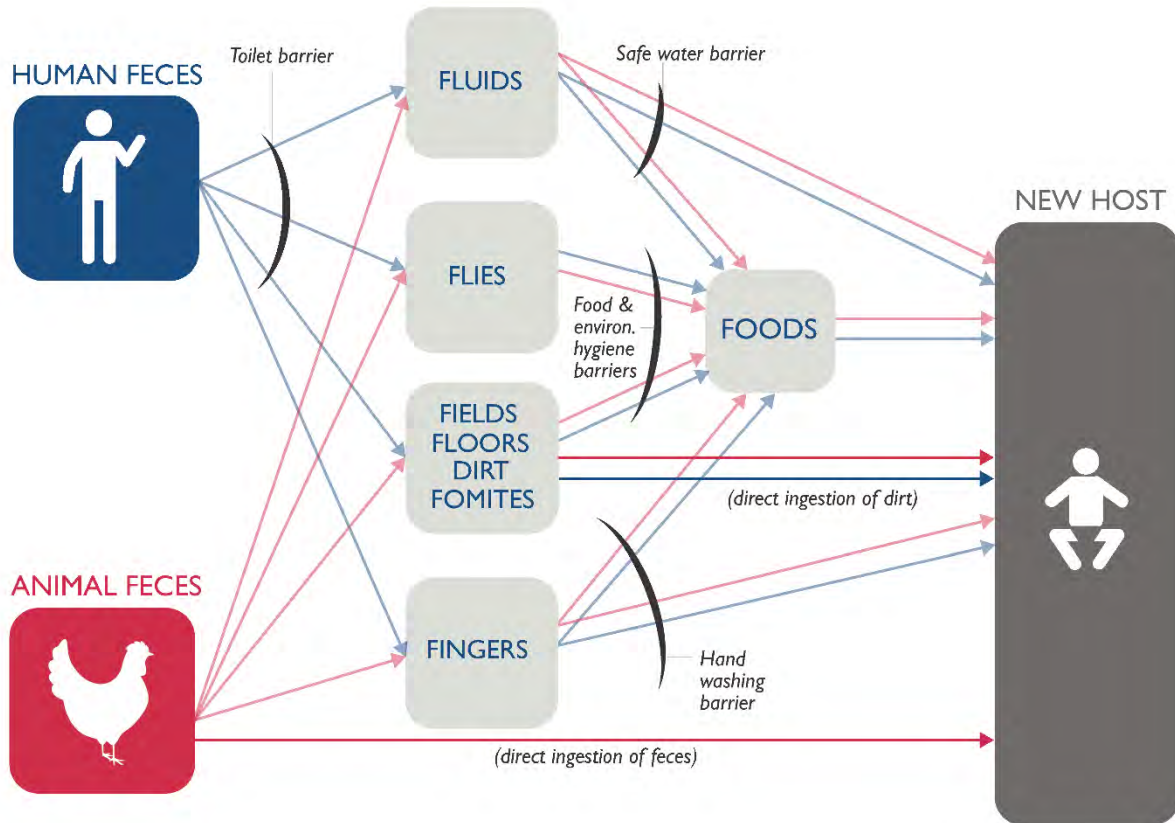 Toilet barrier
Safe water barrier
HUMAN FECES
FLUIDS
NEW HOST
FLIES
Food &
environ.
hygiene
barriers
FOODS
FIELDS
FLOORS
DIRT
FOMITES
(direct ingestion of dirt)
ANIMAL FECES
FINGERS
Hand
washing
barrier
(direct ingestion of feces)